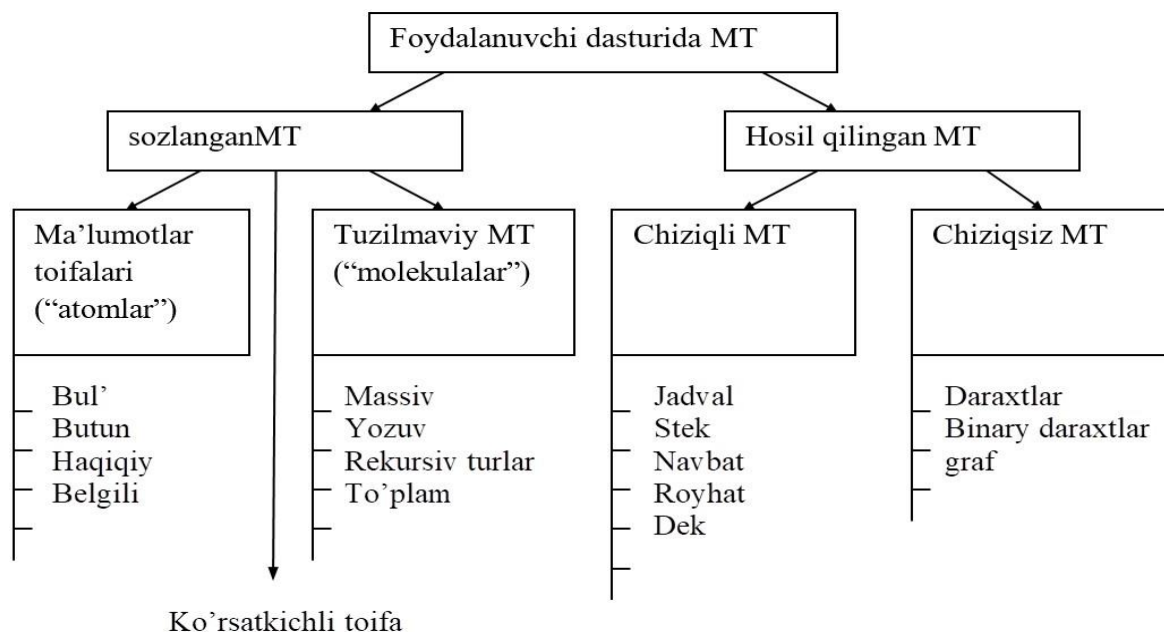 Foydalanuvchi dasturida MT
sozlanganMT
Hosil qilingan MT
Ma’lumotlar
toifalari
(“atomlar”)
Tuzilmaviy MT
(“molekulalar”)
Chiziqli MT
Chiziqsiz MT
Bul’
Butun
Haqiqiy
Belgili
Massiv
Yozuv
Rekursiv turlar
To’plam
Jadval
Stek
Navbat
Royhat
Dek
Daraxtlar
Binary daraxtlar
graf
Ko’rsatkichli toifa